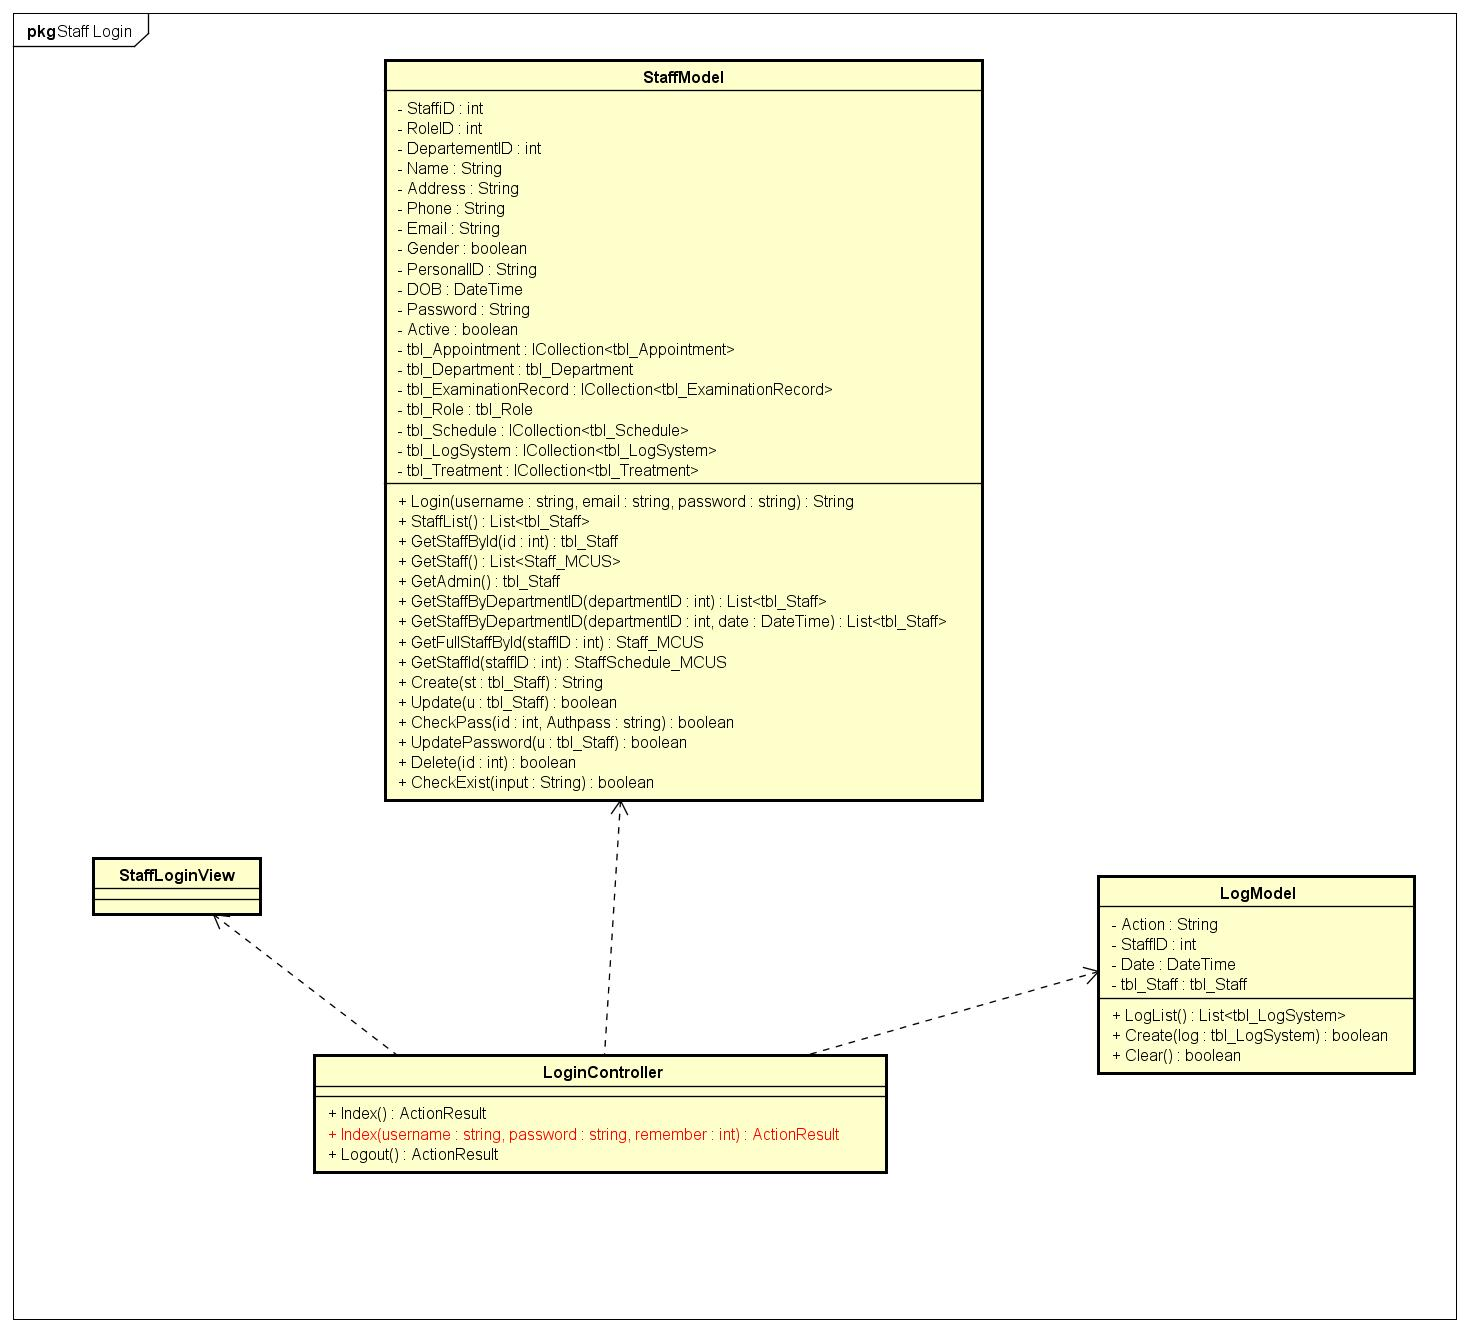 pkg Staff Login
StaffModel
- StaffiD : int
- RoleID : int
- DepartementID : int
- Name : String
- Address : String
- Phone : String
- Email : String
- Gender : boolean
- PersonalID : String
- DOB : DateTime
- Password : String
- Active : boolean
- tbl_Appointment : ICollection<tbl_Appointment>
- tbl_Department : tbl_Department
- tbl_ExaminationRecord : ICollection<tbl_ExaminationRecord>
- tbl_Role : tbl_Role
- tbl_Schedule : ICollection<tbl_Schedule>
- tbl_LogSystem : ICollection<tbl_LogSystem>
- tbl_Treatment : ICollection<tbl_Treatment>
+ Login(username : string, email : string, password : string) : String
+ StaffList() : List<tbl_Staff>
+ GetStaffById(id : int) : tbl_Staff
+ GetStaff() : List<Staff_MCUS>
+ GetAdmin() : tbl_Staff
+ GetStaffByDepartmentID(departmentID : int) : List<tbl_Staff>
+ GetStaffByDepartmentID(departmentID : int, date : DateTime) : List<tbl_Staff>
+ GetFullStaffById(staffID : int) : Staff_MCUS
+ GetStaffId(staffID : int) : StaffSchedule_MCUS
+ Create(st : tbl_Staff) : String
+ Update(u : tbl_Staff) : boolean
+ CheckPass(id : int, Authpass : string) : boolean
+ UpdatePassword(u : tbl_Staff) : boolean
+ Delete(id : int) : boolean
+ CheckExist(input : String) : boolean
StaffLoginView
LogModel
- Action : String
- StaffID : int
- Date : DateTime
- tbl_Staff : tbl_Staff
+ LogList() : List<tbl_LogSystem>
+ Create(log : tbl_LogSystem) : boolean
+ Clear() : boolean
LoginController
+ Index() : ActionResult
+ Index(username : string, password : string, remember : int) : ActionResult
+ Logout() : ActionResult